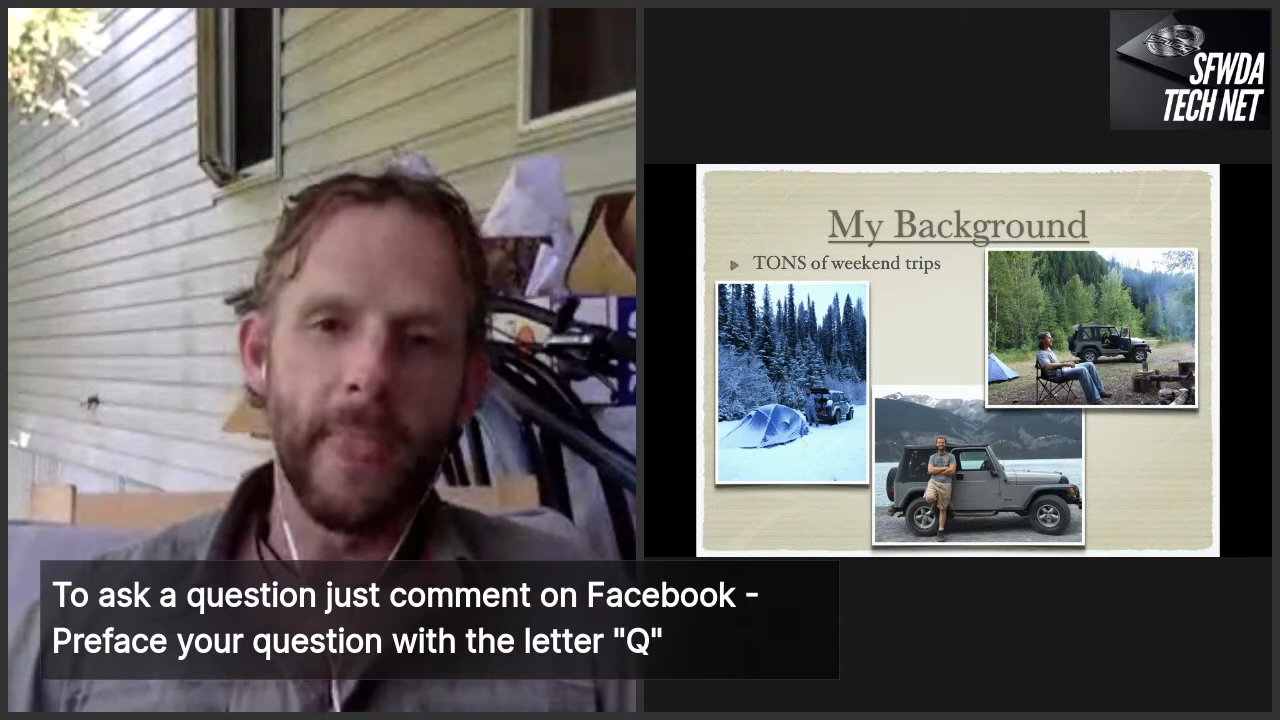 SFWDA
TECH NET
My Background
TONS of weekend trips
To ask a question just comment on Facebook -
Preface your question with the letter "Q"